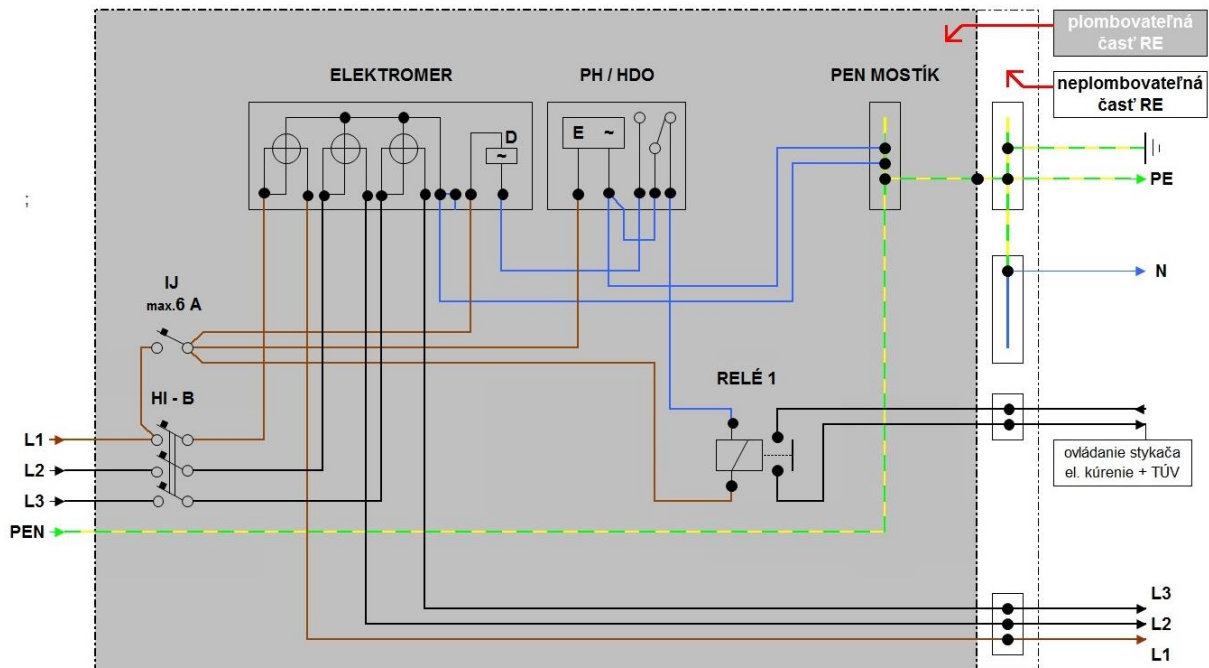 plombovateľná
časť RE
ELEKTROMER
PH / HDO
PEN MOSTÍK
neplombovateľná
časť RE
E ~
D
~
PE
;
IJ
max.6 A
N
RELÉ 1
HI - B
L1
L2
L3
ovládanie stykača
el. kúrenie + TÚV
PEN
L3
L2
L1